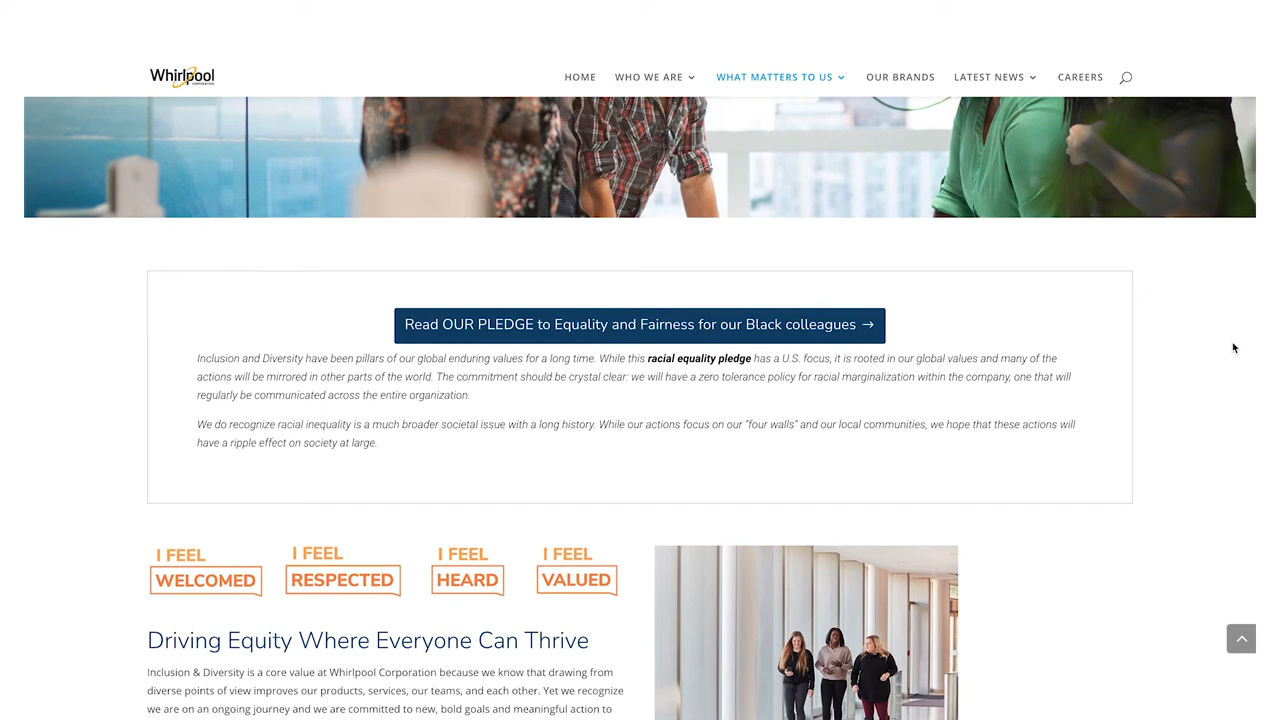 Whirlpool
CORPORATION
HOME WHO WE ARE WHAT MATTERS TO US OUR BRANDS LATEST NEWS CAREERS
Read OUR PLEDGE to Equality and Fairness for our Black colleagues →
Inclusion and Diversity have been pillars of our global enduring values for a long time. While this racial equality pledge has a U.S. focus, it is rooted in our global values and many of the
actions will be mirrored in other parts of the world. The commitment should be crystal clear: we will have a zero tolerance policy for racial marginalization within the company, one that will
regularly be communicated across the entire organization.
We do recognize racial inequality is a much broader societal issue with a long history. While our actions focus on our "four walls" and our local communities, we hope that these actions will
have a ripple effect on society at large.
I FEEL
WELCOMED
I FEEL
RESPECTED
I FEEL
HEARD
I FEEL
VALUED
Driving Equity Where Everyone Can Thrive
Inclusion & Diversity is a core value at Whirlpool Corporation because we know that drawing from
diverse points of view improves our products, services, our teams, and each other. Yet we recognize
we are on an ongoing journey and we are committed to new, bold goals and meaningful action to